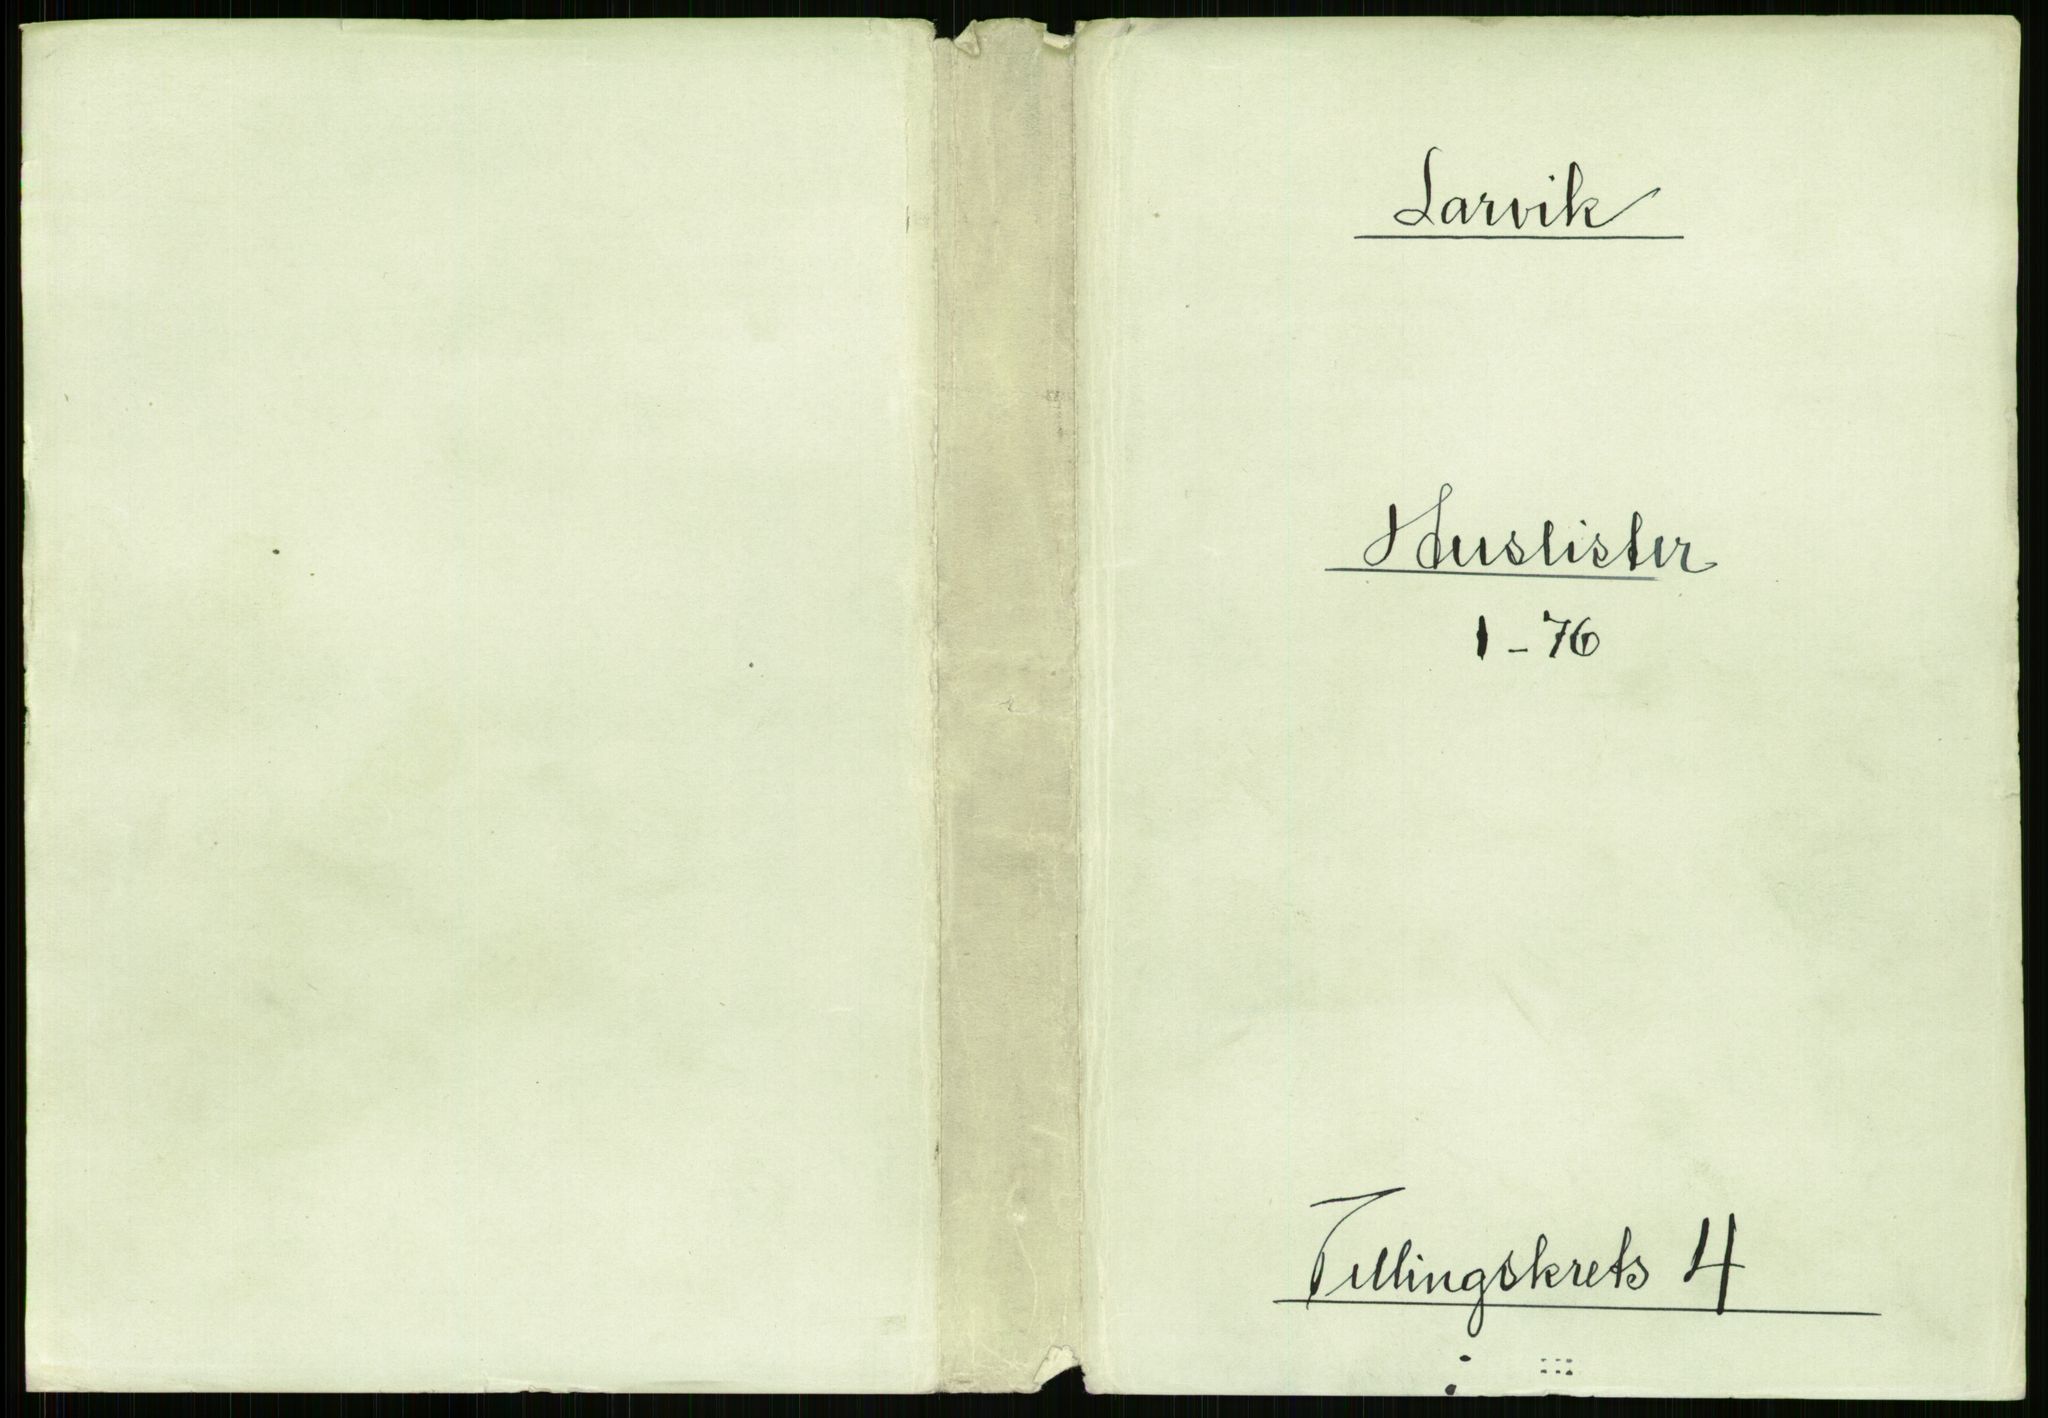 Larvik
Huslister
1-76
Tellingskrets 4